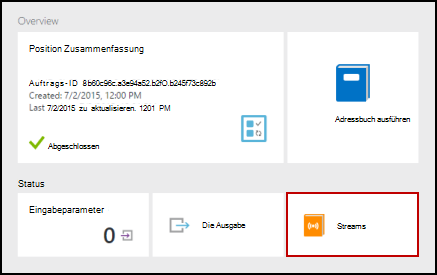 Overview
Position Zusammenfassung
Auftrags-ID 8b60c96c.a3e94a52.b2f0.b245f73c892b
Created: 7/2/2015, 12:00 PM
Last 7/2/2015 zu aktualisieren. 1201 PM
Abgeschlossen
Adressbuch ausführen
Status
Eingabeparameter
0
Die Ausgabe
Streams